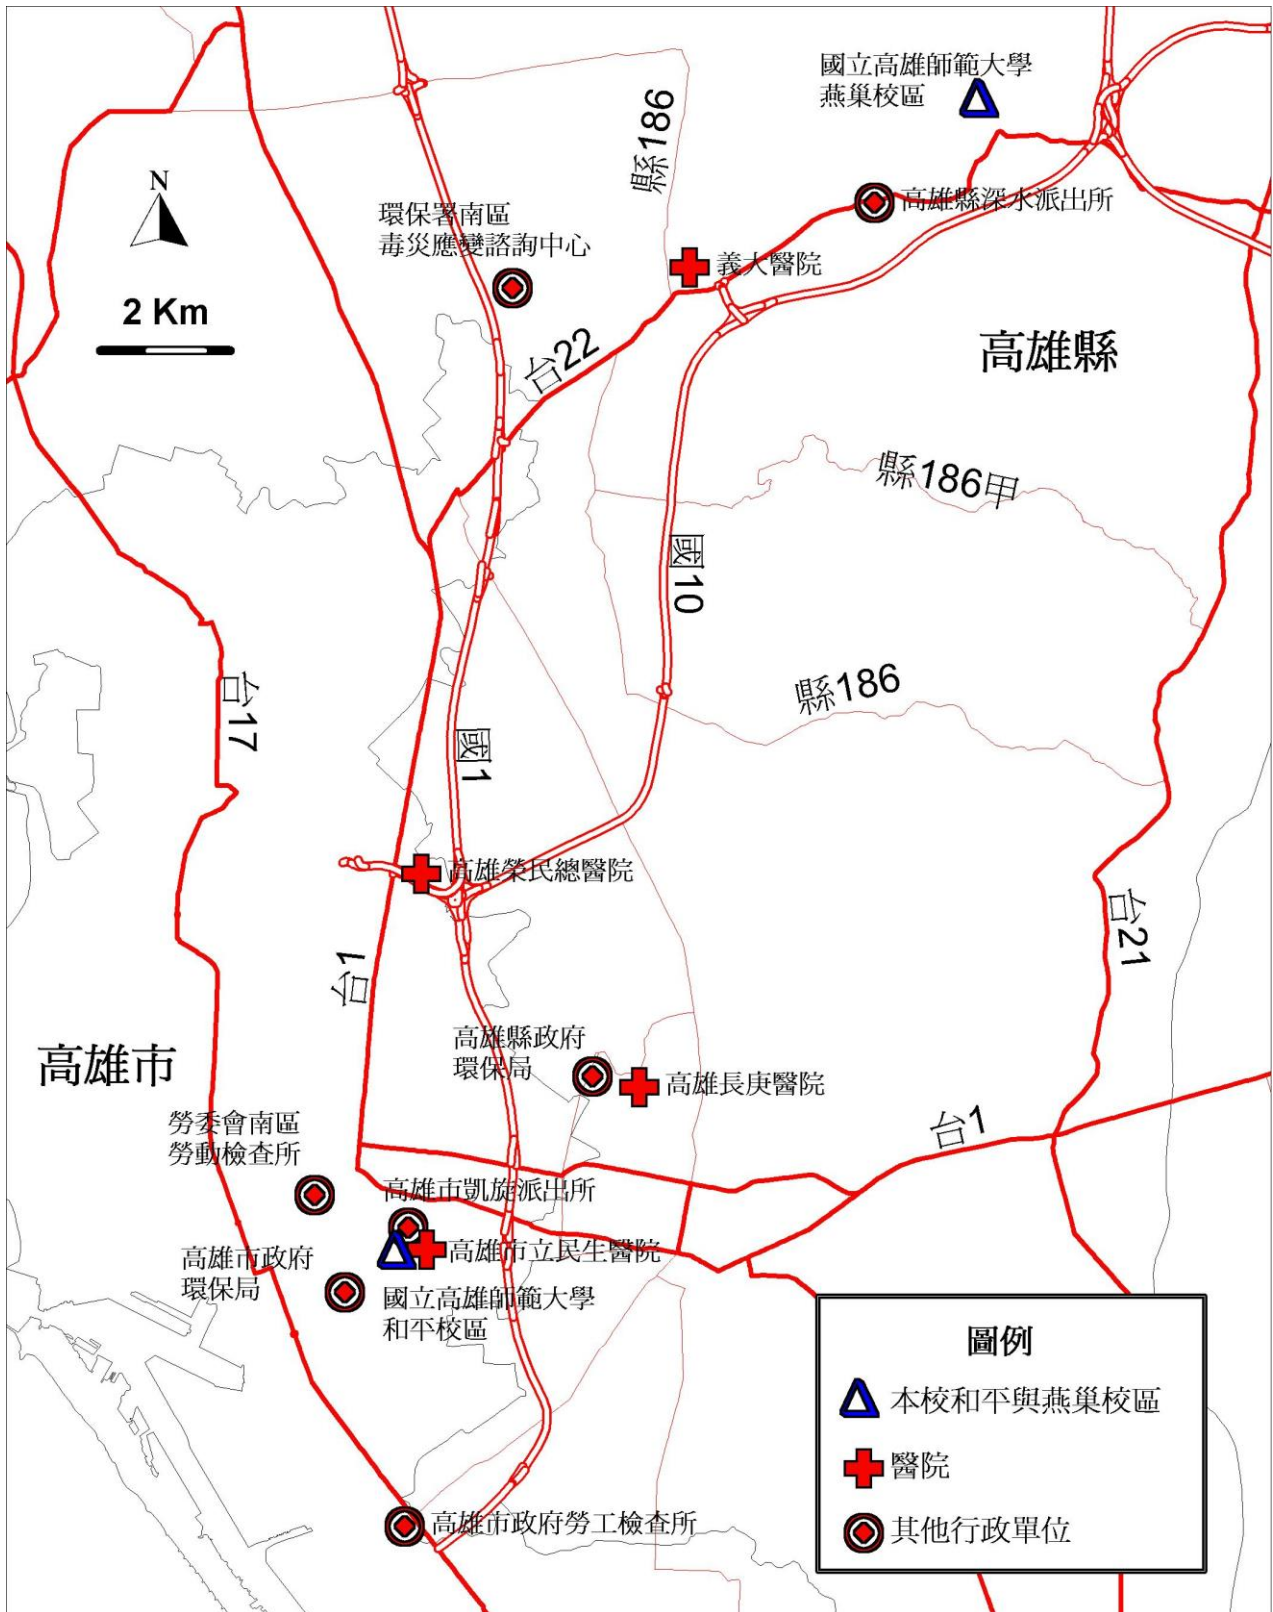 國立高雄師範大學
燕巢校區
縣186
N
環保署南區
毒災應變諮詢中心
高雄縣深水派出所
義大醫院
2 Km
台22
高雄縣
縣186甲
國10
縣186
台17
國1
高雄榮民總醫院
台21
台1
高雄縣政府
環保局
高雄市
高雄長庚醫院
台1
勞委會南區
勞動檢查所
高雄市凱旋派出所
高雄市政府
環保局
高雄市立民生醫院
國立高雄師範大學
和平校區
圖例
本校和平與燕巢校區
醫院
其他行政單位
高雄市政府勞工檢查所